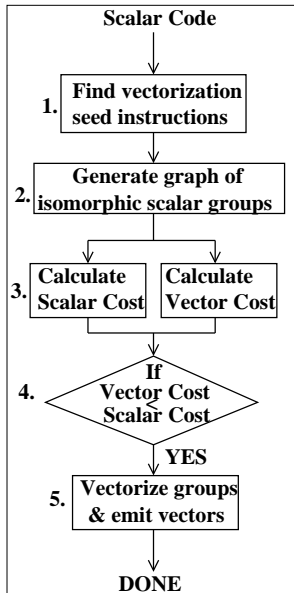 Scalar Code
1. Find vectorization
seed instructions
2. Generate graph of
isomorphic scalar groups
3. Calculate
Scalar Cost
Calculate
Vector Cost
4. If
Vector Cost
<
Scalar Cost
YES
5. Vectorize groups
& emit vectors
DONE